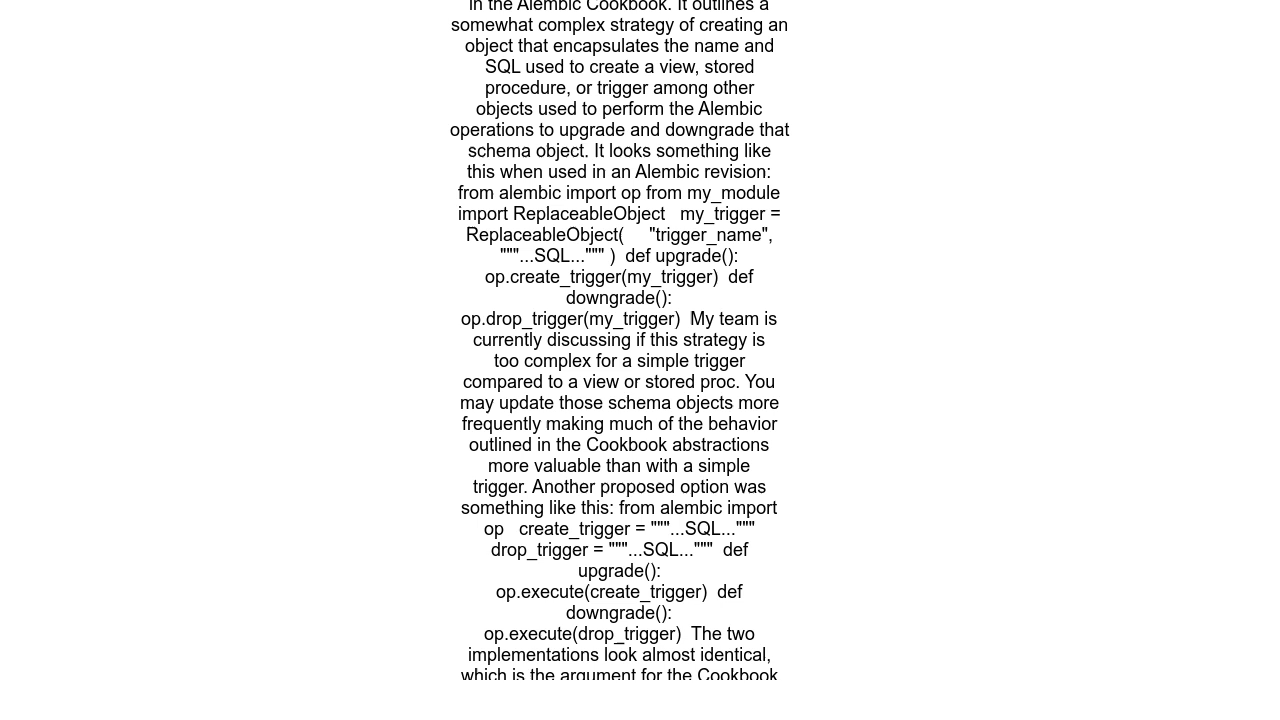 in the Alembic Cookbook. It outlines a
somewhat complex strategy of creating an
object that encapsulates the name and
SQL used to create a view, stored
procedure, or trigger among other
objects used to perform the Alembic
operations to upgrade and downgrade that
schema object. It looks something like
this when used in an Alembic revision:
from alembic import op from my_module
import ReplaceableObject   my_trigger =
ReplaceableObject(     "trigger_name",
"""...SQL...""" )  def upgrade():
op.create_trigger(my_trigger)  def
downgrade():
op.drop_trigger(my_trigger)  My team is
currently discussing if this strategy is
too complex for a simple trigger
compared to a view or stored proc. You
may update those schema objects more
frequently making much of the behavior
outlined in the Cookbook abstractions
more valuable than with a simple
trigger. Another proposed option was
something like this: from alembic import
op   create_trigger = """...SQL..."""
drop_trigger = """...SQL..."""  def
upgrade():
op.execute(create_trigger)  def
downgrade():
op.execute(drop_trigger)  The two
implementations look almost identical,
which is the argument for the Cookbook